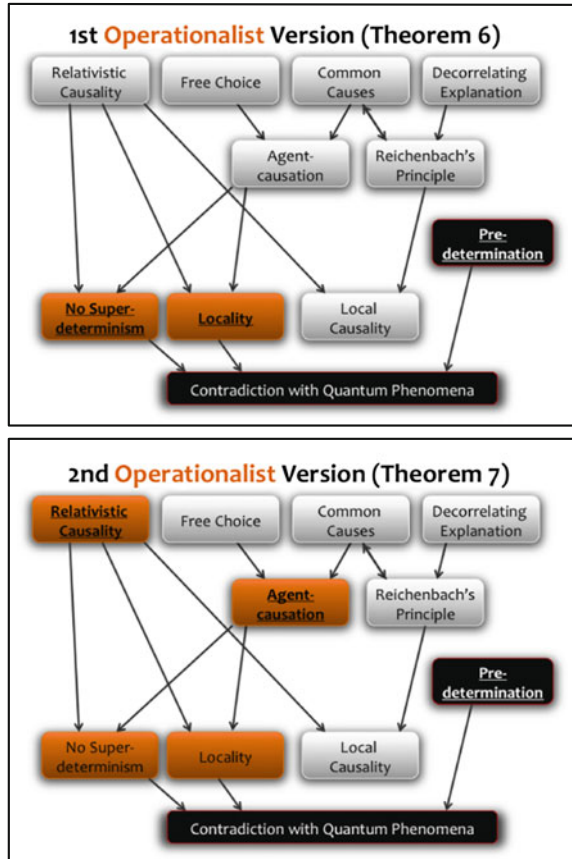 1st Operationalist Version (Theorem 6)
Relativistic
Causality
Free Choice
Common
Causes
Decorrelating
Explanation
Agent-
causation
Reichenbach's
Principle
Pre-
determination
No Super-
determinism
Locality
Local
Causality
Contradiction with Quantum Phenomena
2nd Operationalist Version (Theorem 7)
Relativistic
Causality
Free Choice
Common
Causes
Decorrelating
Explanation
Agent-
causation
Reichenbach's
Principle
Pre-
determination
No Super-
determinism
Locality
Local
Causality
Contradiction with Quantum Phenomena